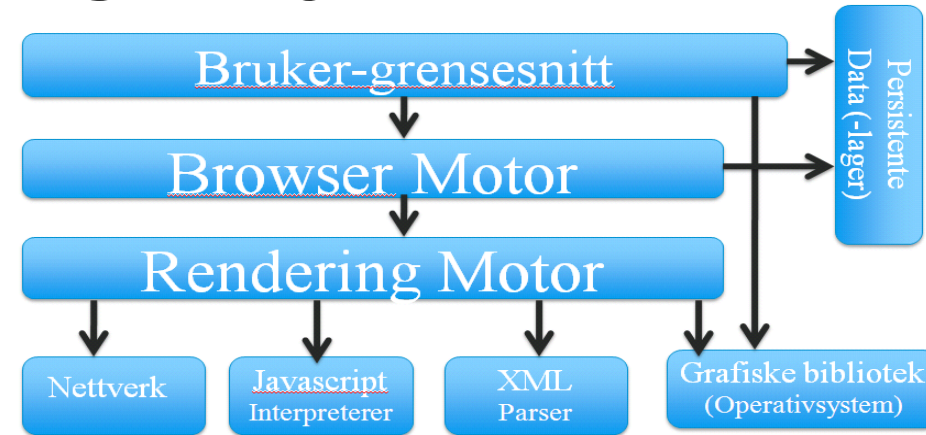 Bruker-grensesnitt
Persistente
Data (-lager)
Browser Motor
Rendering Motor
Nettverk
Javascript
Interpreterer
XML
Parser
Grafiske bibliotek
(Operativsystem)